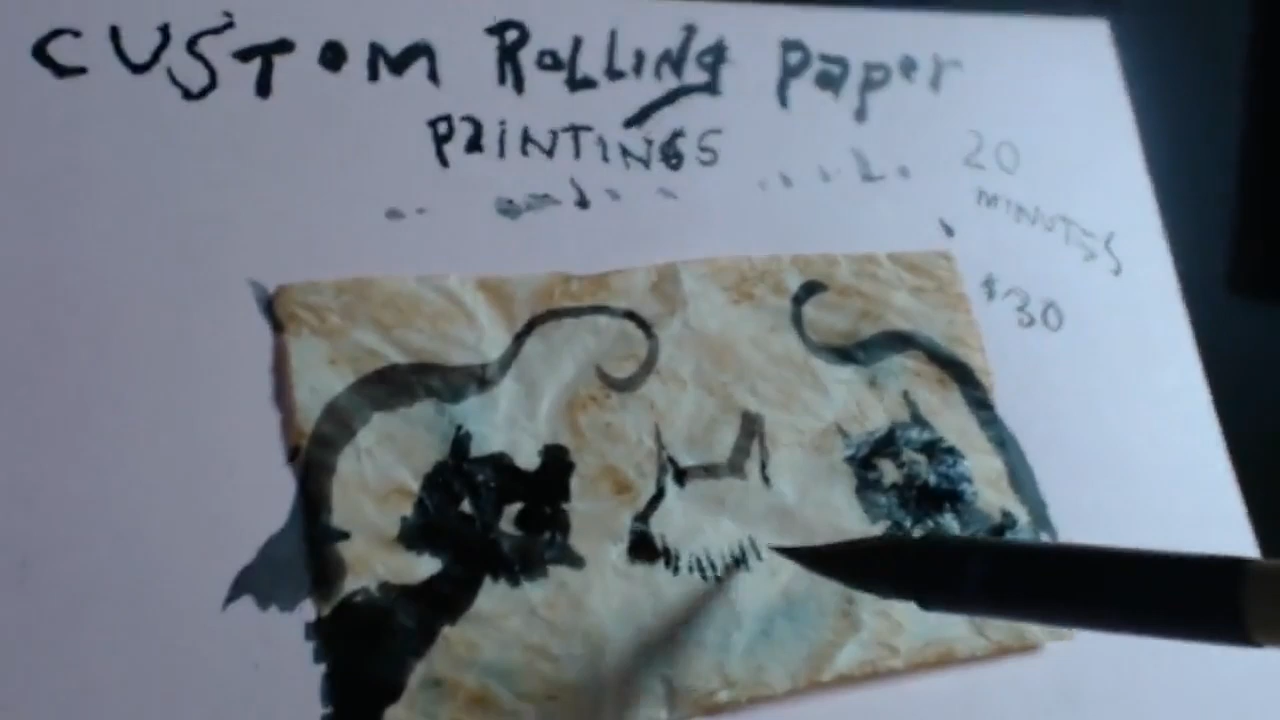 CUSTOM ROLLING Paper
PAINTINGS
20
MINUTES
$30